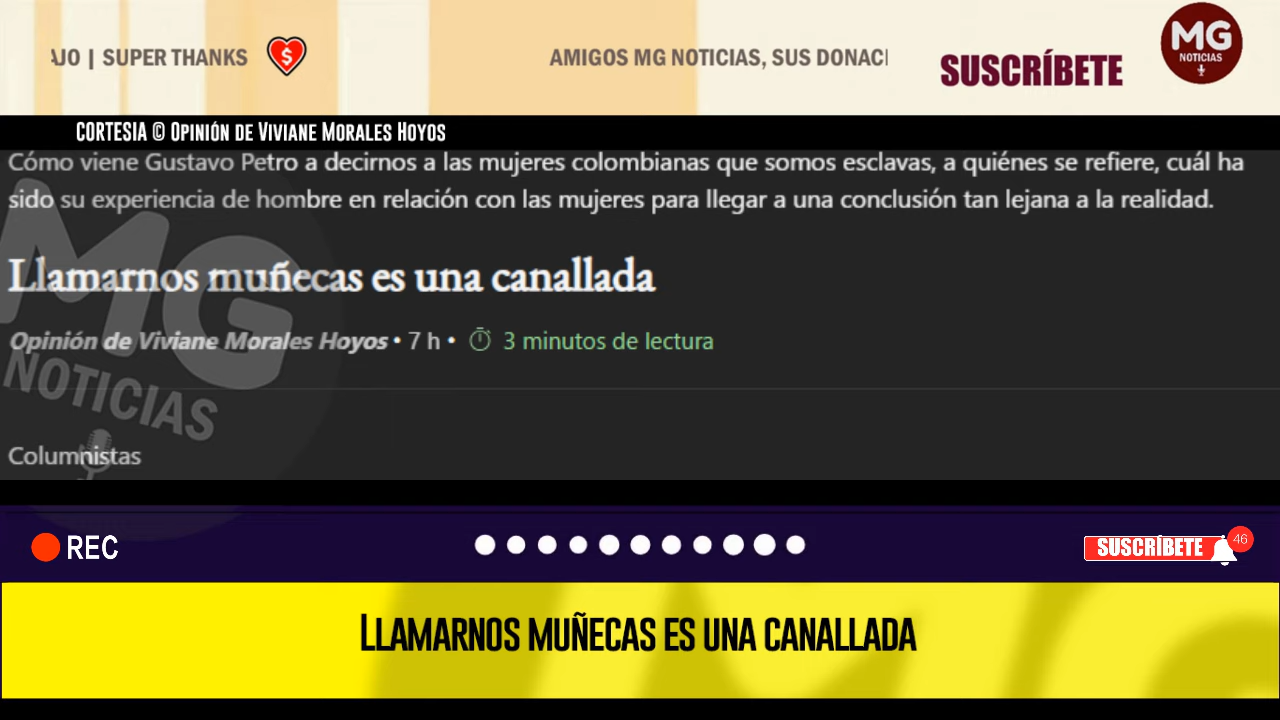 AJO | SUPER THANKS
$
AMIGOS MG NOTICIAS, SUS DONACI
SUSCRÍBETE
MG
NOTICIAS
CORTESIA © Opinión de Viviane Morales Hoyos
Cómo viene Gustavo Petro a decirnos a las mujeres colombianas que somos esclavas, a quiénes se refiere, cuál ha
sido su experiencia de hombre en relación con las mujeres para llegar a una conclusión tan lejana a la realidad.
Llamarnos muñecas es una canallada
Opinión de Viviane Morales Hoyos • 7 h • 3 minutos de lectura
MG
NOTICIAS
Columnistas
REC
SUSCRÍBETE
46
Llamarnos muñecas es una canallada